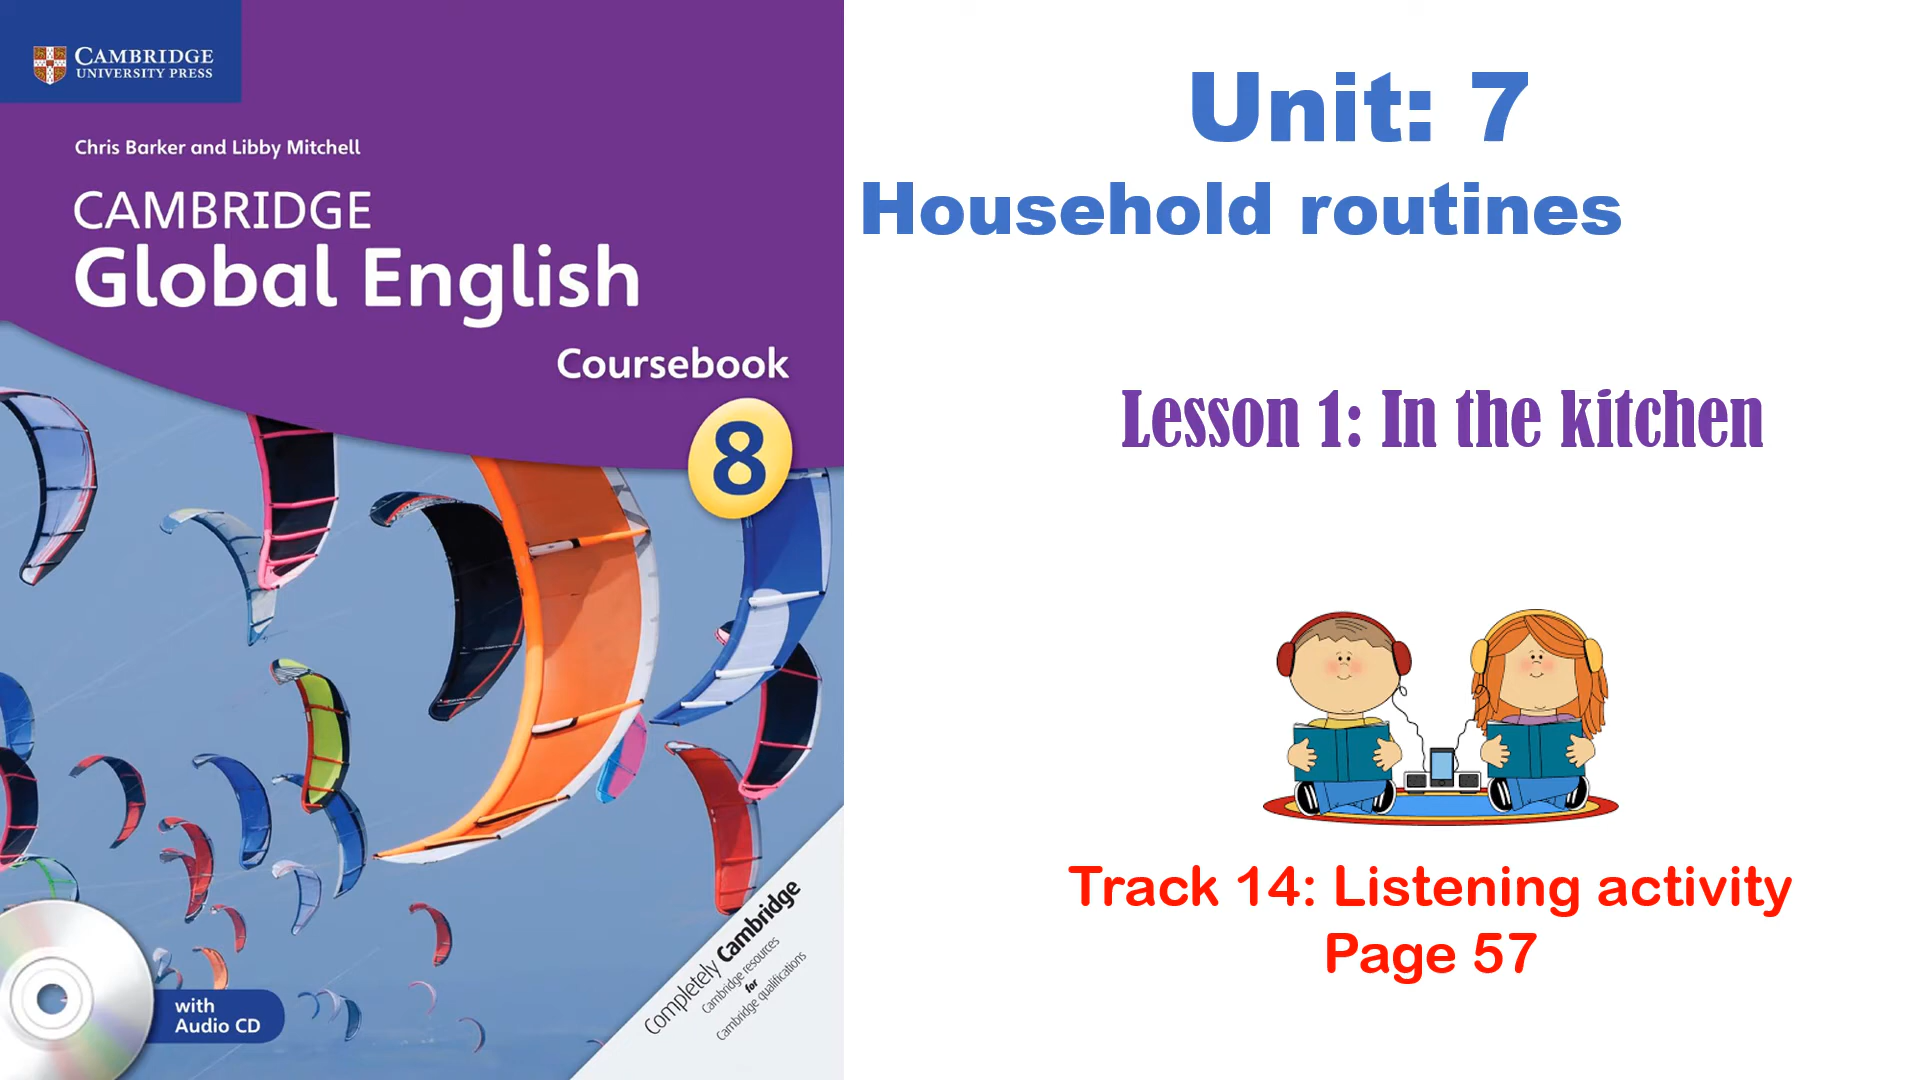 CAMBRIDGE
UNIVERSITY PRESS
Chris Barker and Libby Mitchell
CAMBRIDGE
Global English
Coursebook
8
with
Audio CD
Completely Cambridge
Cambridge resources
for
Cambridge qualifications
Unit: 7
Household routines
Lesson 1: In the kitchen
Track 14: Listening activity
Page 57